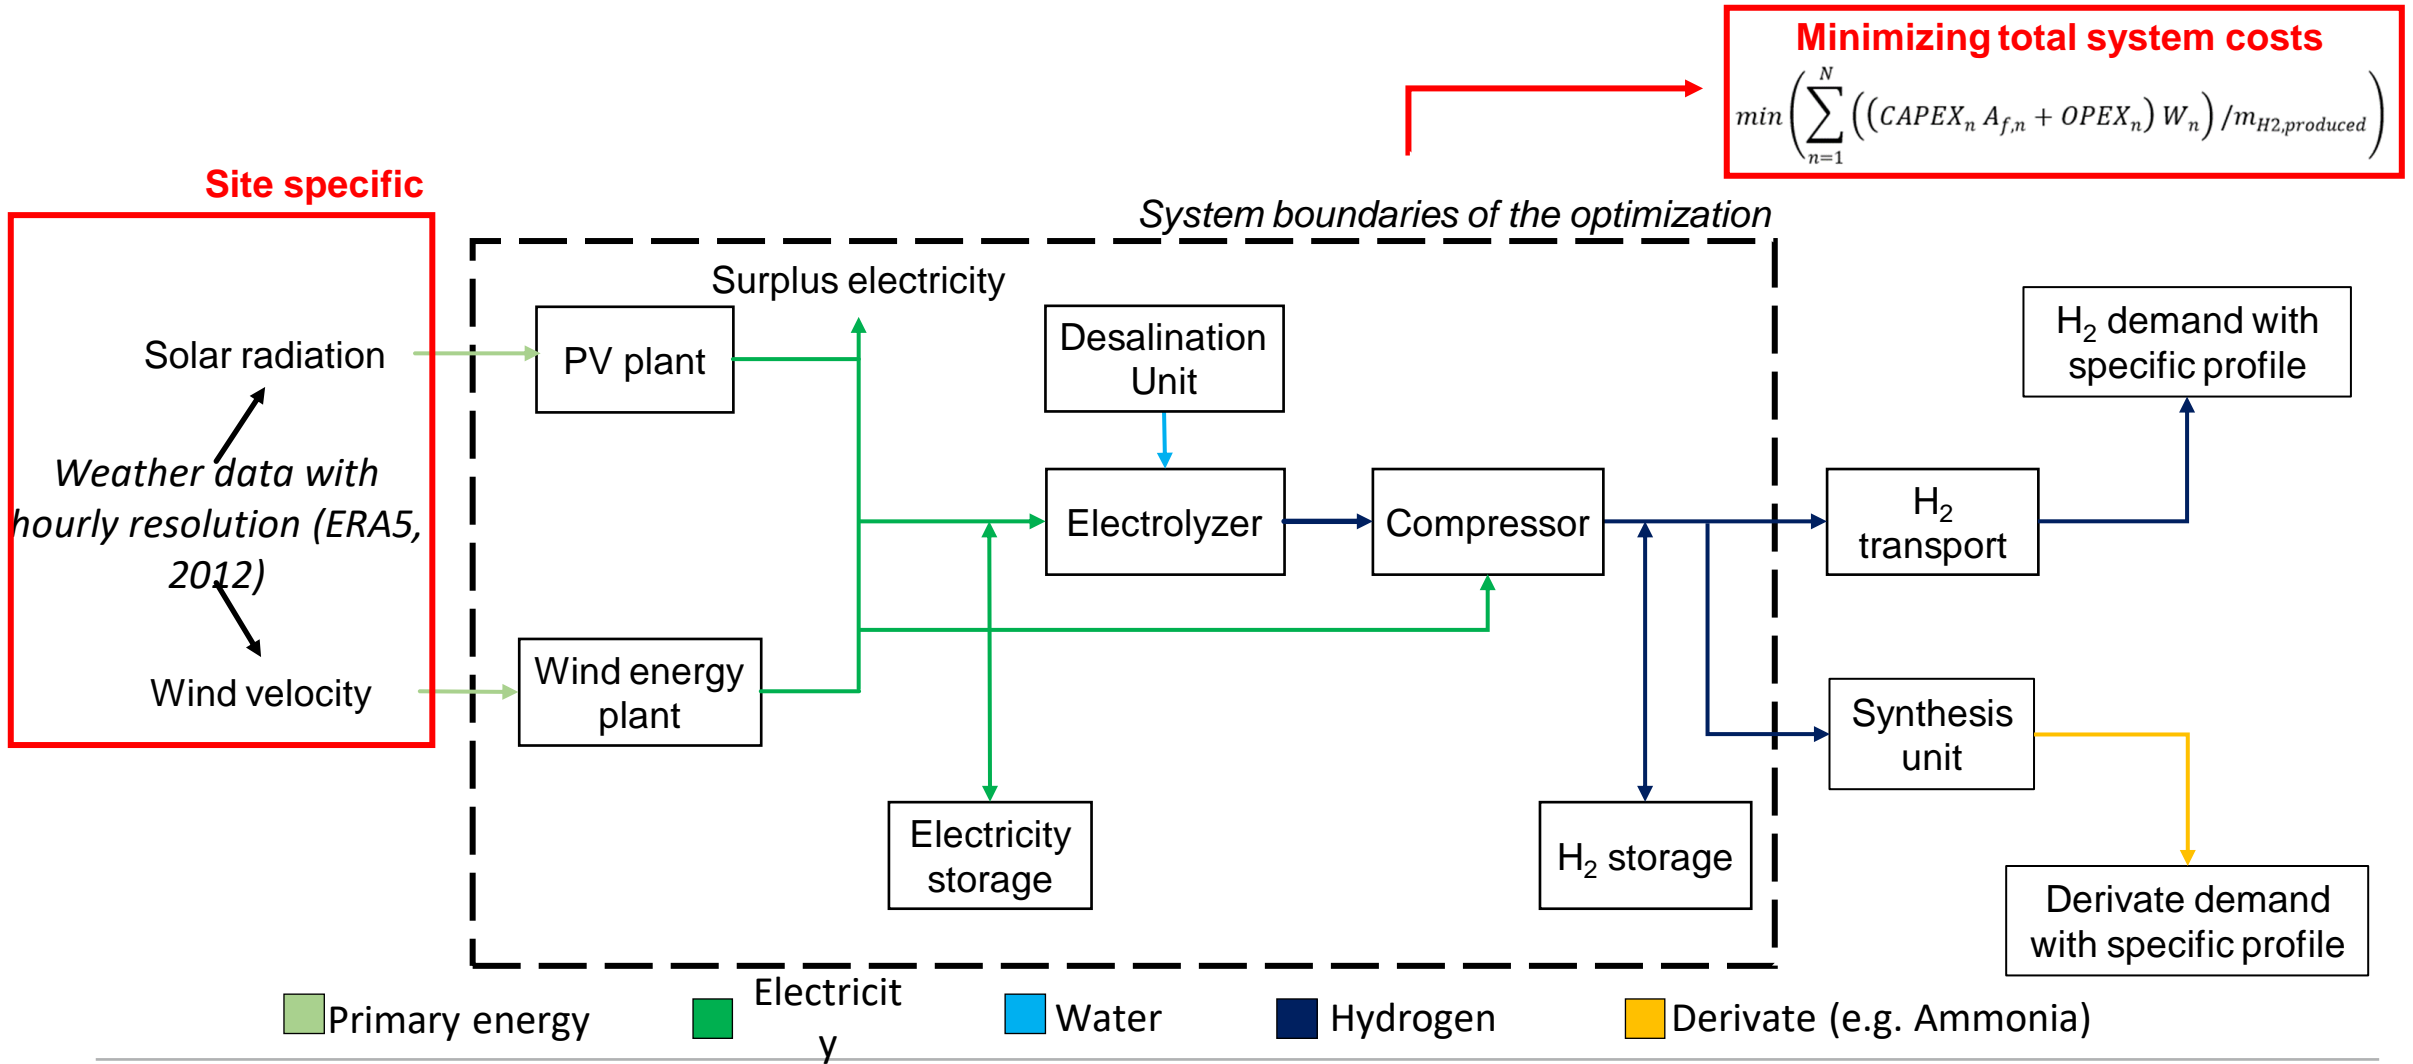 Minimizing total system costs
min(∑_{n=1}^{N}((CAPEX_n A_{f,n} + OPEX_n) W_n)/m_{H2,produced})
Site specific
System boundaries of the optimization
Solar radiation
Weather data with
hourly resolution (ERA5,
2012)
Wind velocity
Surplus electricity
PV plant
Desalination
Unit
H₂ demand with
specific profile
Electrolyzer
Compressor
H₂
transport
Wind energy
plant
Synthesis
unit
Electricity
storage
H₂ storage
Derivate demand
with specific profile
Primary energy
Electricit
y
Water
Hydrogen
Derivate (e.g. Ammonia)